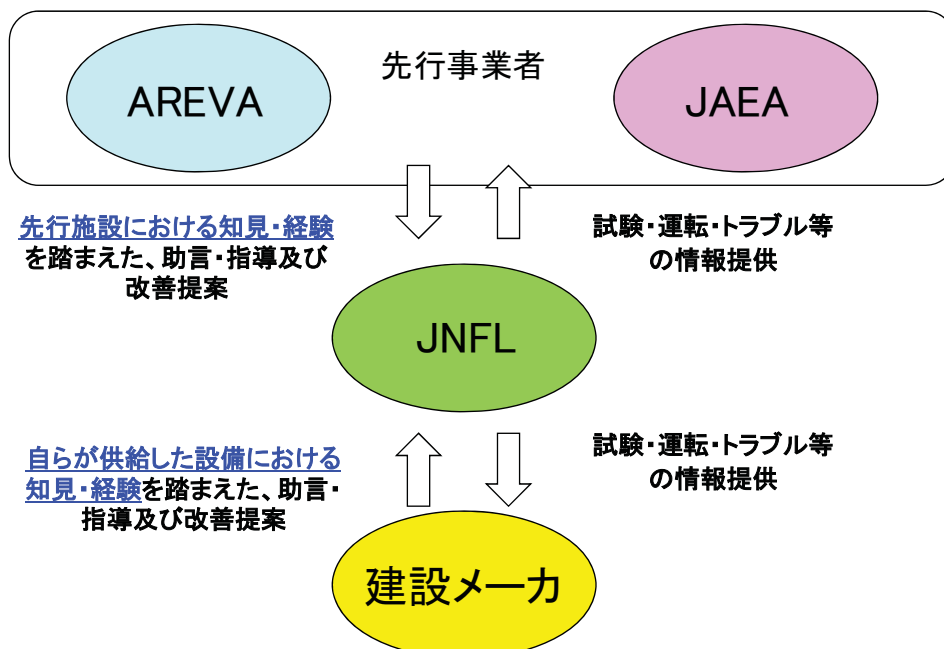 先行事業者
AREVA
JAEA
先行施設における知見・経験
を踏まえた、助言・指導及び
改善提案
試験・運転・トラブル等
の情報提供
JNFL
自らが供給した設備における
知見・経験を踏まえた、助言・
指導及び改善提案
試験・運転・トラブル等
の情報提供
建設メーカ